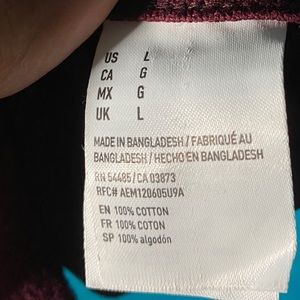 US L
CA G
MX G
UK L
MADE IN BANGLADESH / FABRIQUÉ AU
BANGLADESH / HECHO EN BANGLADESH
RN 54485 / CA 03873
RFC# AEM120605U9A
EN 100% COTTON
FR 100% COTON
SP 100% algodón